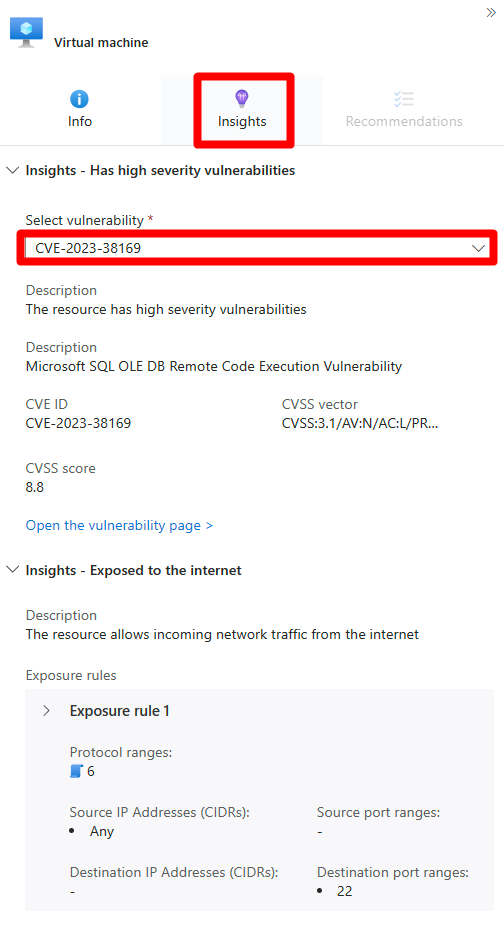 Virtual machine
Info
Insights
Recommendations
Insights - Has high severity vulnerabilities
Select vulnerability *
CVE-2023-38169
Description
The resource has high severity vulnerabilities
Description
Microsoft SQL OLE DB Remote Code Execution Vulnerability
CVE ID CVSS vector
CVE-2023-38169 CVSS:3.1/AV:N/AC:L/PR...
CVSS score
8.8
Open the vulnerability page >
Insights - Exposed to the internet
Description
The resource allows incoming network traffic from the internet
Exposure rules
Exposure rule 1
Protocol ranges:
6
Source IP Addresses (CIDRs): Source port ranges:
• Any -
Destination IP Addresses (CIDRs): Destination port ranges:
- • 22